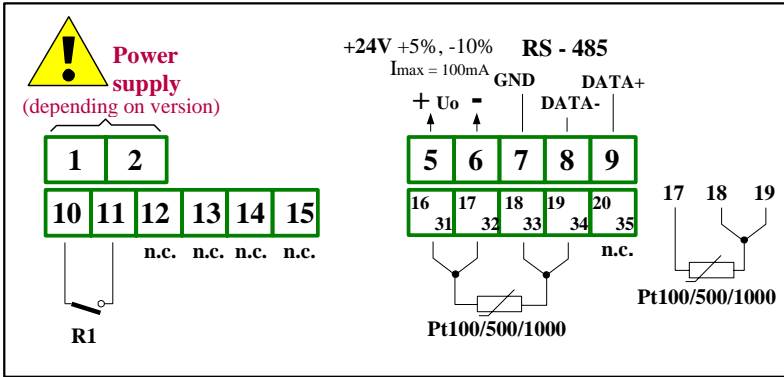 Power
supply
(depending on version)
1 2
10 11 12 13 14 15
n.c. n.c. n.c. n.c.
R1
+24V +5%, -10%
Imax = 100mA
RS - 485
GND
DATA+
DATA-
+ Uo -
5 6 7 8 9
16 17 18 19 20
31 32 33 34 35
n.c.
Pt100/500/1000
17 18 19
Pt100/500/1000